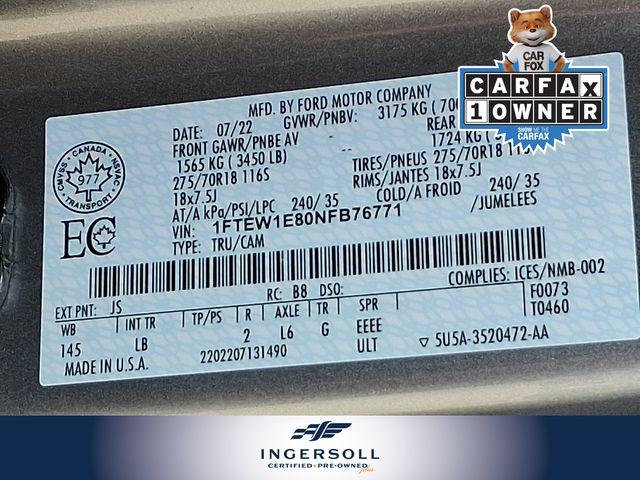 CAR
FOX
CARFAX
1 OWNER
SHOW ME THE
CARFAX
MFD. BY FORD MOTOR COMPANY
DATE: 07/22 GVWR/PNBV: 3175 KG (700
FRONT GAWR/PNBE AV - REAR
1565 KG (3450 LB) 1724 KG (
275/70R18 116S TIRES/PNEUS 275/70R18 116
18x7.5J RIMS/JANTES 18x7.5J
AT/A kPa/PSI/LPC 240/ 35 COLD/A FROID 240/ 35
VIN: 1FTEW1E80NFB76771 /JUMELEES
TYPE: TRU/CAM
CMVSS • CANADA • NSVAC
977
TRANSPORT
EC
COMPLIES: ICES/NMB-002
EXT PNT: JS RC: B8 DSO: F0073
WB INT TR TP/PS R AXLE TR SPR T0460
145 LB 2 L6 G EEEE
MADE IN U.S.A. 2202207131490 ULT ▽ 5U5A-3520472-AA
INGERSOLL
CERTIFIED • PRE-OWNED plus